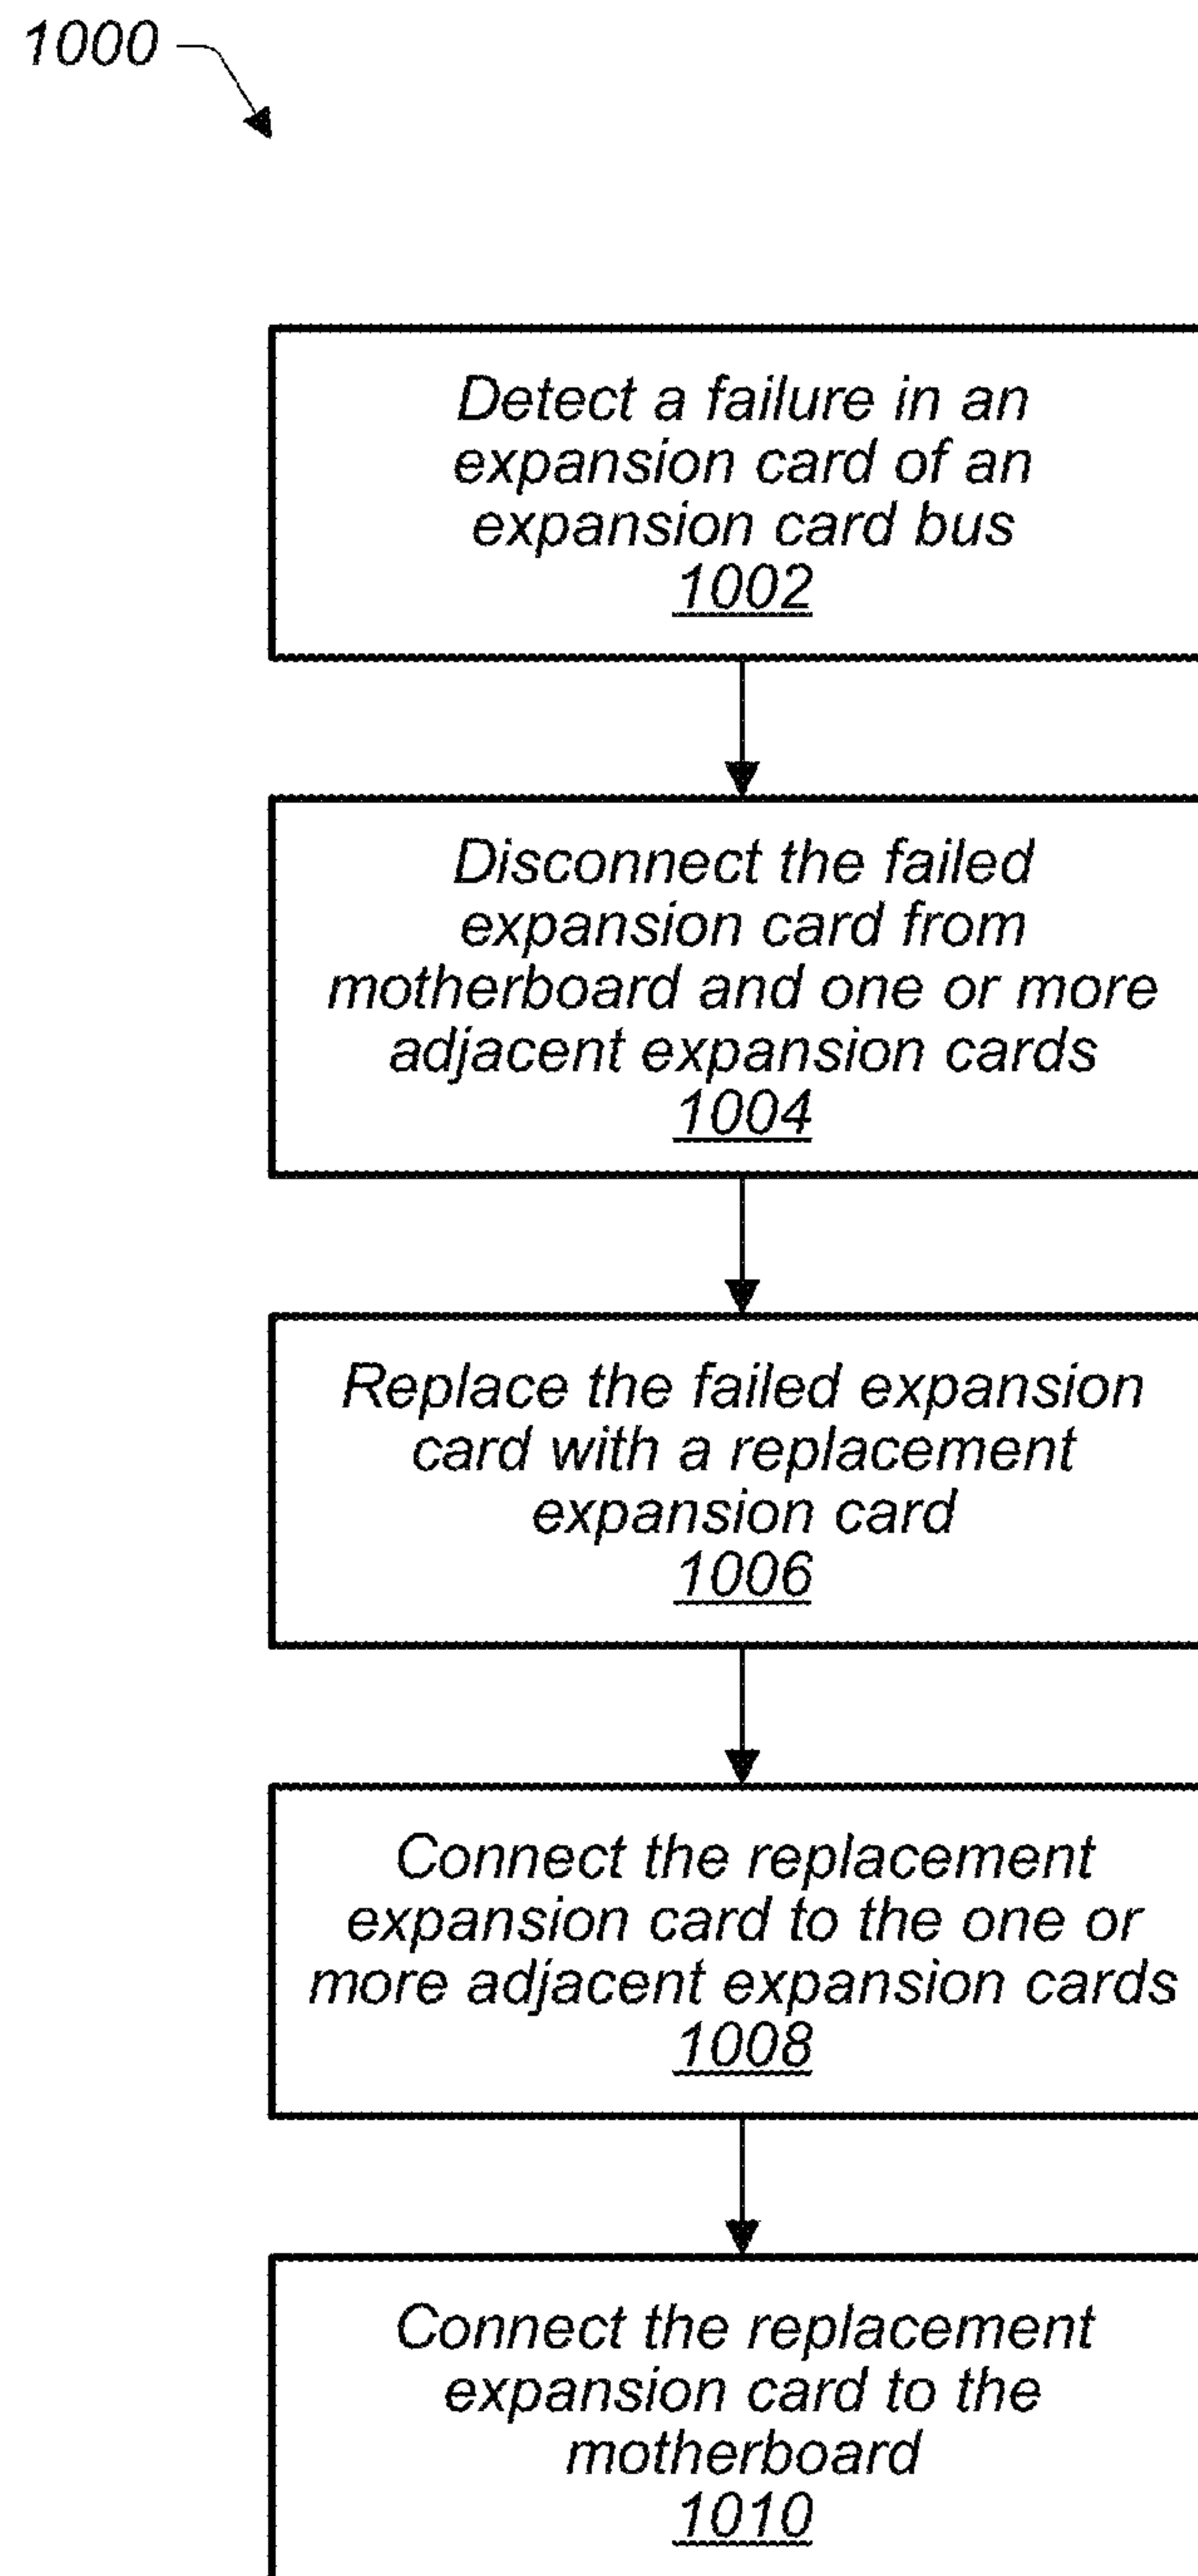 1000
Detect a failure in an
expansion card of an
expansion card bus
1002
Disconnect the failed
expansion card from
motherboard and one or more
adjacent expansion cards
1004
Replace the failed expansion
card with a replacement
expansion card
1006
Connect the replacement
expansion card to the one or
more adjacent expansion cards
1008
Connect the replacement
expansion card to the
motherboard
1010